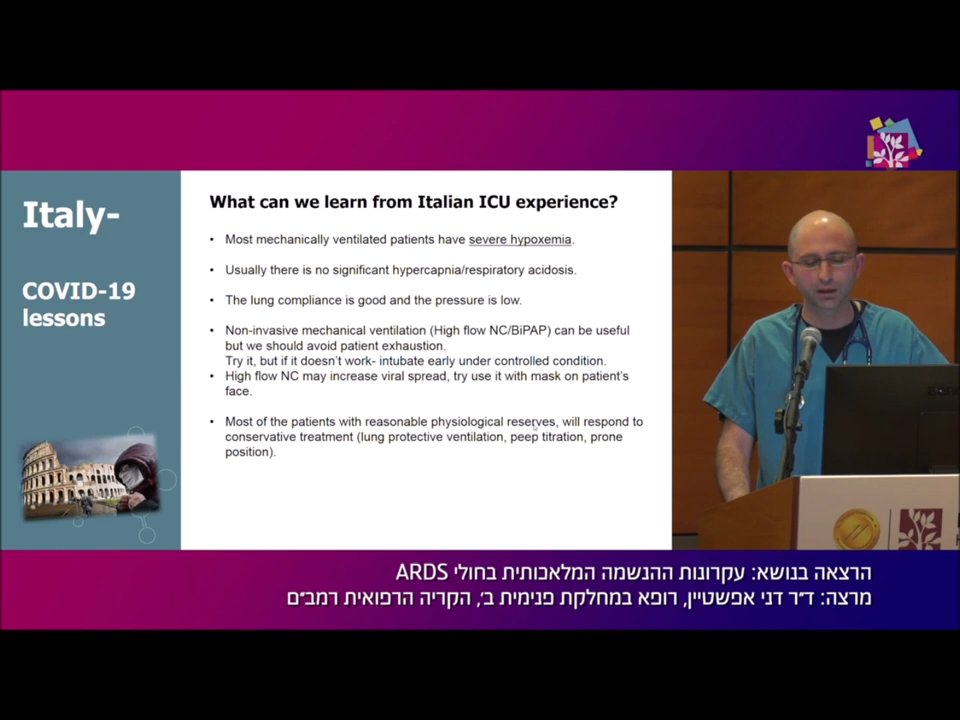 Italy-
COVID-19
lessons
What can we learn from Italian ICU experience?
• Most mechanically ventilated patients have severe hypoxemia.
• Usually there is no significant hypercapnia/respiratory acidosis.
• The lung compliance is good and the pressure is low.
• Non-invasive mechanical ventilation (High flow NC/BiPAP) can be useful
but we should avoid patient exhaustion.
Try it, but if it doesn't work- intubate early under controlled condition.
• High flow NC may increase viral spread, try use it with mask on patient's
face.
• Most of the patients with reasonable physiological reserves, will respond to
conservative treatment (lung protective ventilation, peep titration, prone
position).
הרצאה בנושא: עקרונות ההנשמה המלאכותית בחולי ARDS
מרצה: ד״ר דני אפשטיין, רופא במחלקת פנימית ב׳, הקריה הרפואית רמב״ם